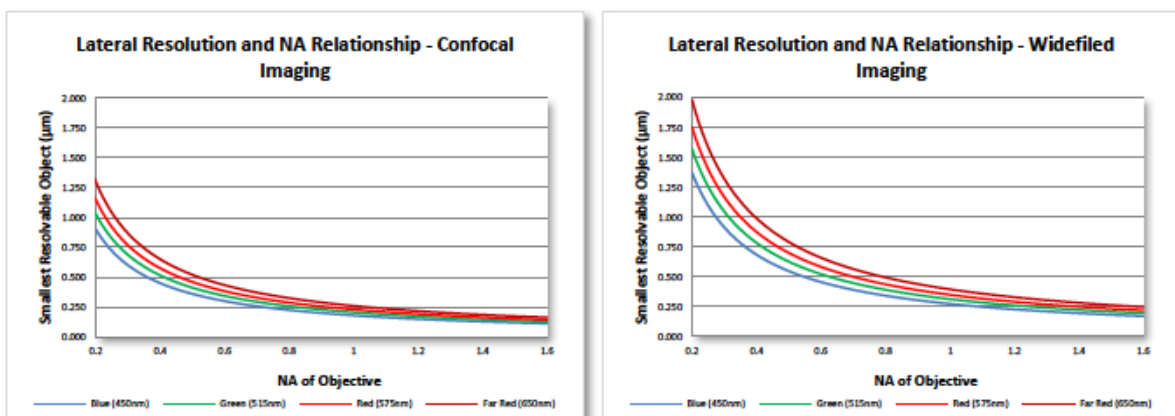 Lateral Resolution and NA Relationship - Confocal
Imaging
Smallest Resolvable Object (µm)
2.000
1.750
1.500
1.250
1.000
0.750
0.500
0.250
0.000
0.2 0.4 0.6 0.8 1 1.2 1.4 1.6
NA of Objective
Blue (450nm) Green (515nm) Red (575nm) Far Red (650nm)
Lateral Resolution and NA Relationship - Widefiled
Imaging
Smallest Resolvable Object (µm)
2.000
1.750
1.500
1.250
1.000
0.750
0.500
0.250
0.000
0.2 0.4 0.6 0.8 1 1.2 1.4 1.6
NA of Objective
Blue (450nm) Green (515nm) Red (575nm) Far Red (650nm)